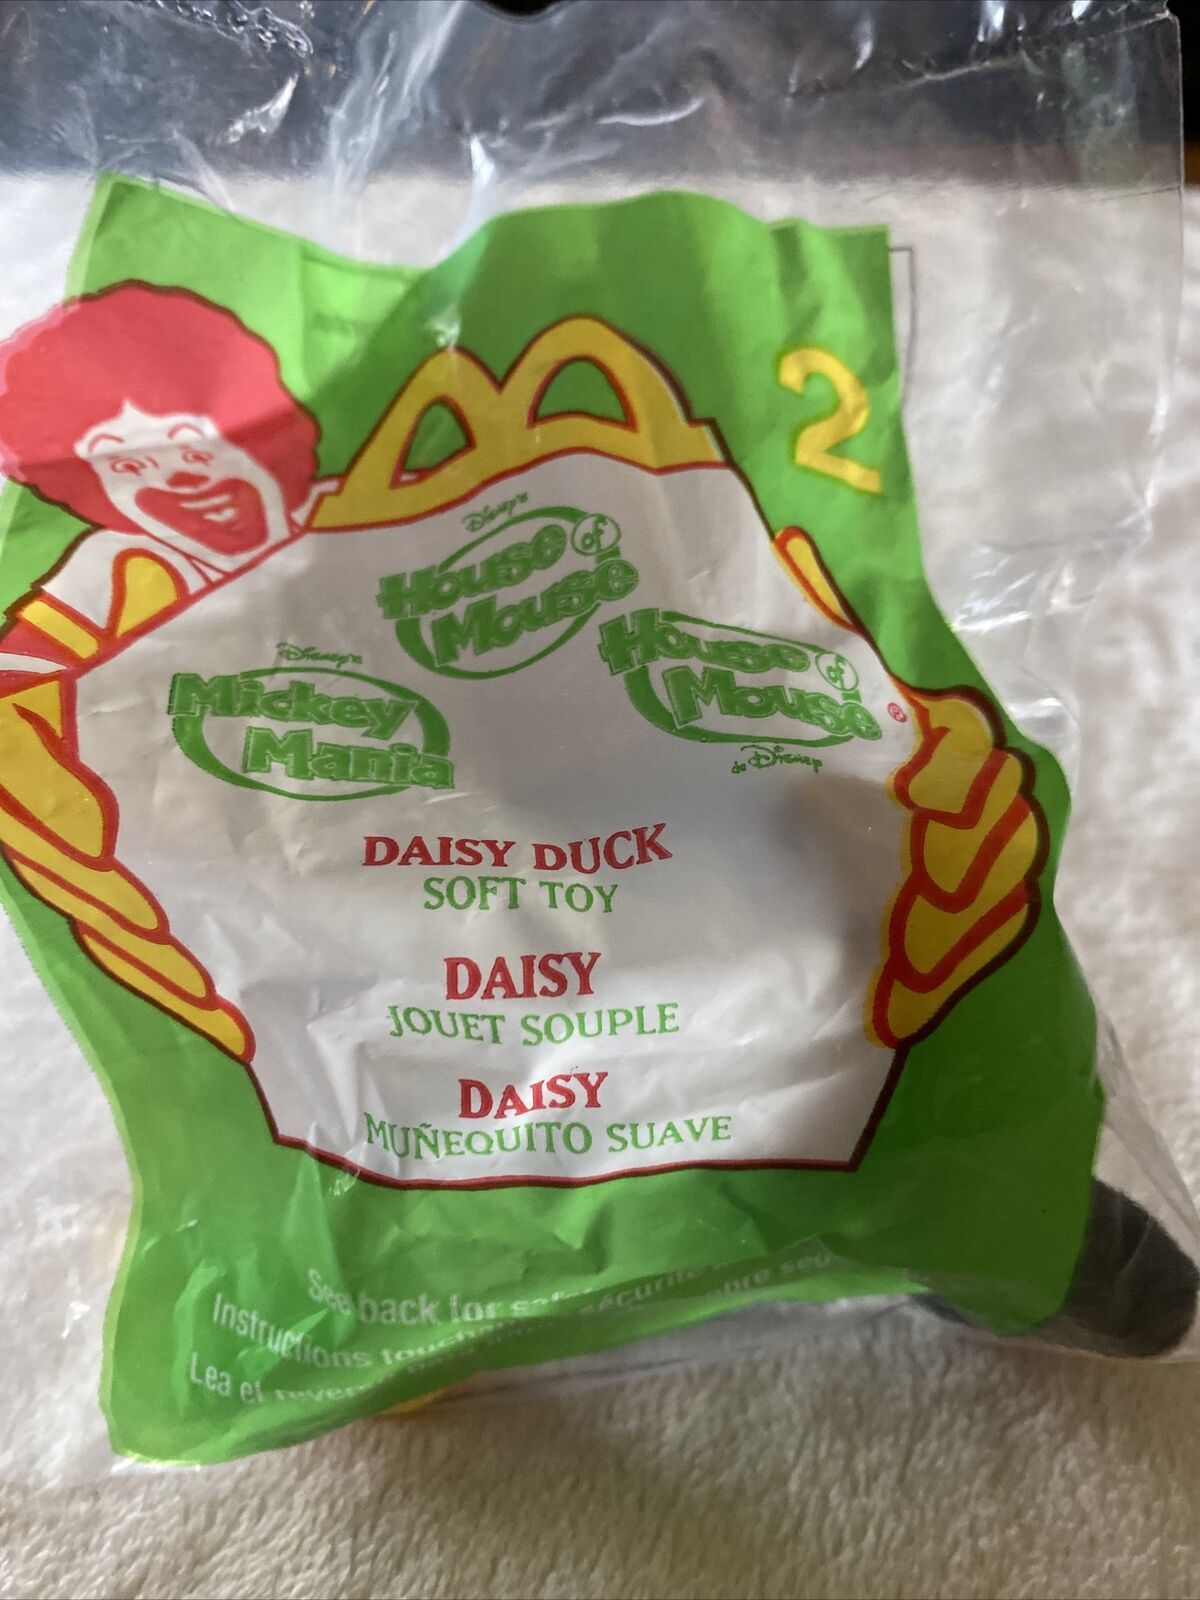 2
Disney's
House of
Mouse
Disney's
Mickey
Mania
House of
Mouse
de Disney
DAISY DUCK
SOFT TOY
DAISY
JOUET SOUPLE
DAISY
MUÑEQUITO SUAVE
See back for
Instructions sécurité
Lea el